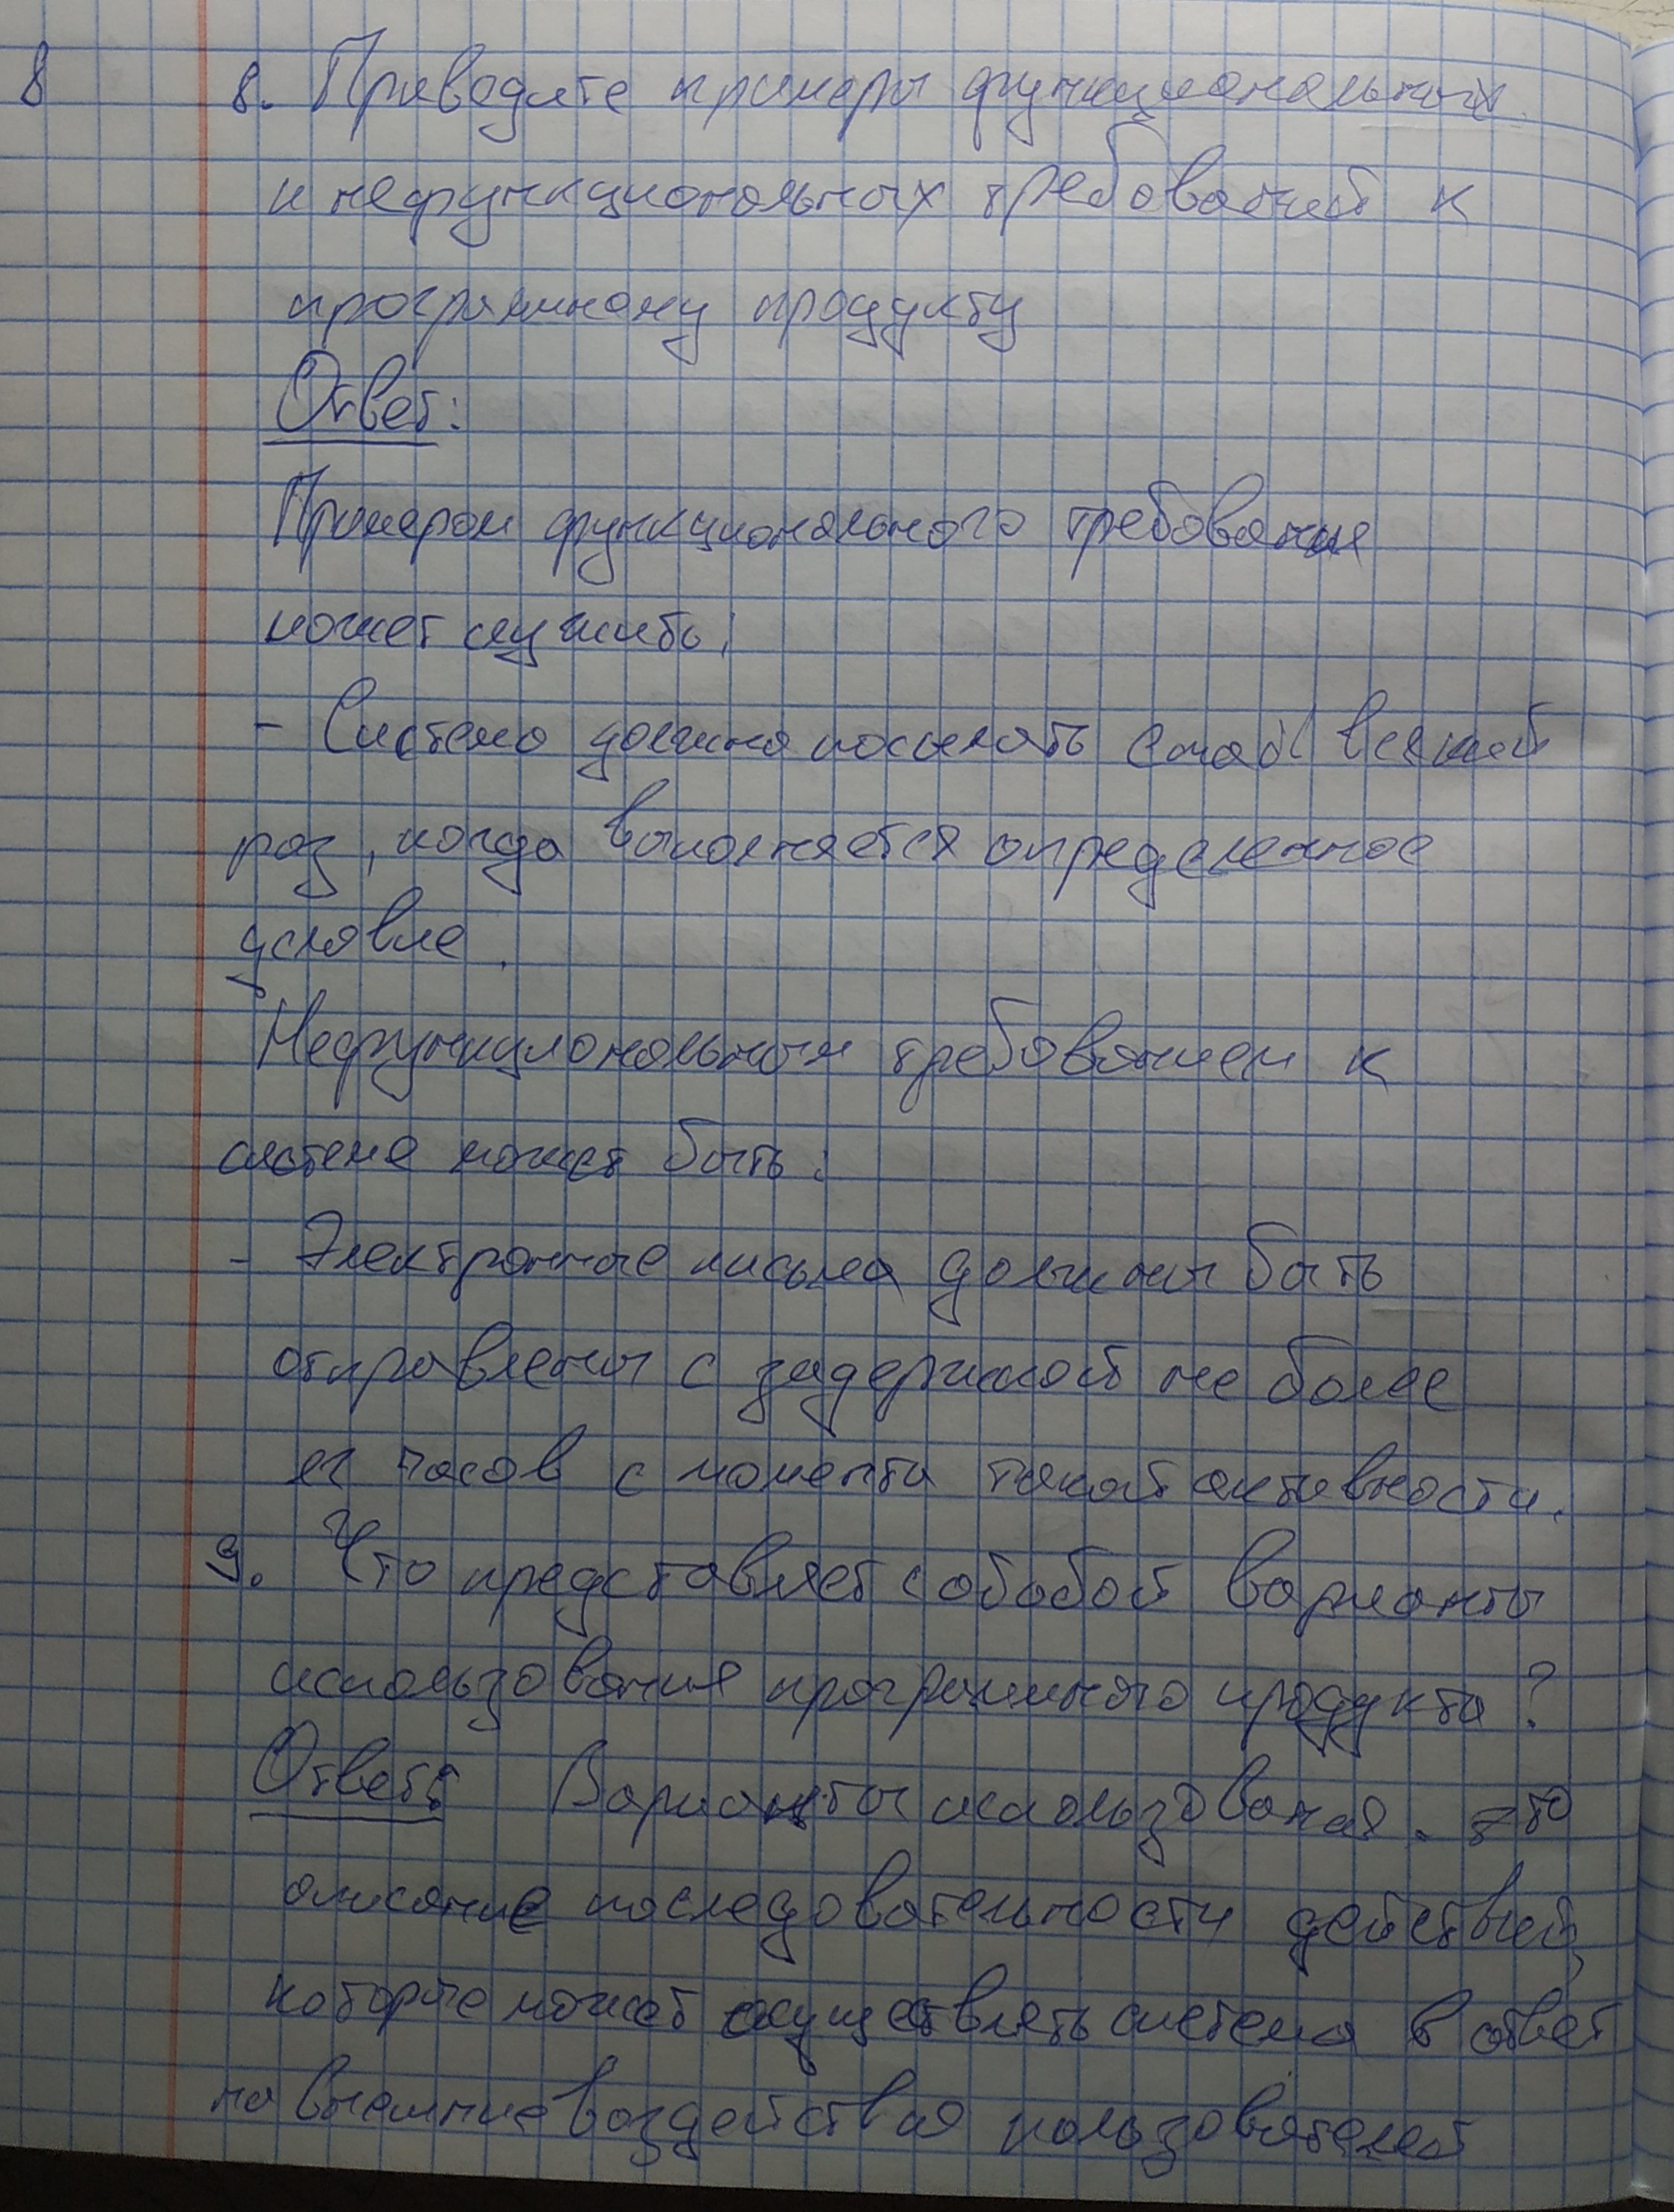 8
8. Приводите примеры функциональных
и нефункциональных требований к
программному продукту
Ответ:
Примером функционального требования
может служить:
- Система должна посылать email всякий
раз, когда выполняется определенное
условие.
Нефункциональным требованием к
системе может быть:
- Электронные письма должны быть
отправлены с задержкой не более
часов с момента такой активности.
9. Что представляет собобой варианты
использования программного продукта?
Ответ: Варианты использования - это
описание последовательности действий,
которые может осуществлять система в ответ
на внешние воздействия пользователей